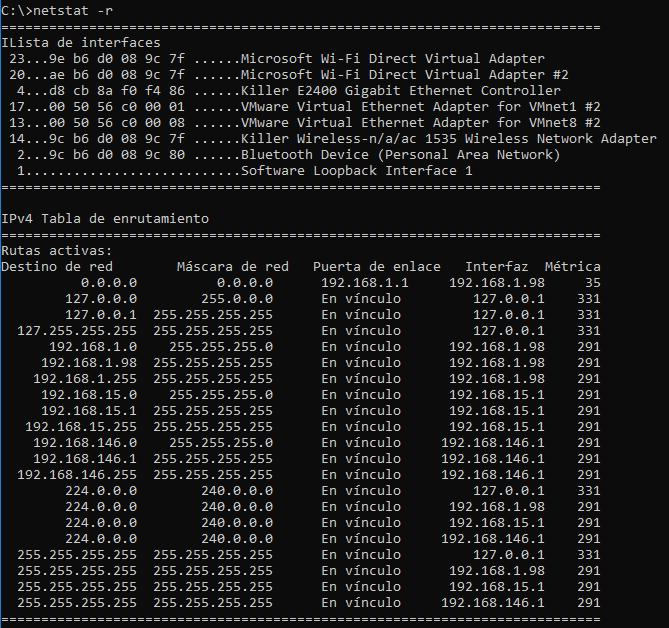 C:\>netstat -r
===========================================================================
ILista de interfaces
 23...9e b6 d0 08 9c 7f ......Microsoft Wi-Fi Direct Virtual Adapter
 20...ae b6 d0 08 9c 7f ......Microsoft Wi-Fi Direct Virtual Adapter #2
  4...d8 cb 8a f0 f4 86 ......Killer E2400 Gigabit Ethernet Controller
 17...00 50 56 c0 00 01 ......VMware Virtual Ethernet Adapter for VMnet1 #2
 13...00 50 56 c0 00 08 ......VMware Virtual Ethernet Adapter for VMnet8 #2
 14...9c b6 d0 08 9c 7f ......Killer Wireless-n/a/ac 1535 Wireless Network Adapter
  2...9c b6 d0 08 9c 80 ......Bluetooth Device (Personal Area Network)
  1...........................Software Loopback Interface 1
===========================================================================
IPv4 Tabla de enrutamiento
===========================================================================
Rutas activas:
Destino de red        Máscara de red   Puerta de enlace   Interfaz  Métrica
          0.0.0.0          0.0.0.0      192.168.1.1     192.168.1.98     35
        127.0.0.0        255.0.0.0      En vínculo         127.0.0.1    331
        127.0.0.1  255.255.255.255      En vínculo         127.0.0.1    331
  127.255.255.255  255.255.255.255      En vínculo         127.0.0.1    331
      192.168.1.0    255.255.255.0      En vínculo      192.168.1.98    291
     192.168.1.98  255.255.255.255      En vínculo      192.168.1.98    291
    192.168.1.255  255.255.255.255      En vínculo      192.168.1.98    291
     192.168.15.0    255.255.255.0      En vínculo      192.168.15.1    291
     192.168.15.1  255.255.255.255      En vínculo      192.168.15.1    291
   192.168.15.255  255.255.255.255      En vínculo      192.168.15.1    291
    192.168.146.0    255.255.255.0      En vínculo     192.168.146.1    291
    192.168.146.1  255.255.255.255      En vínculo     192.168.146.1    291
  192.168.146.255  255.255.255.255      En vínculo     192.168.146.1    291
        224.0.0.0        240.0.0.0      En vínculo         127.0.0.1    331
        224.0.0.0        240.0.0.0      En vínculo      192.168.1.98    291
        224.0.0.0        240.0.0.0      En vínculo      192.168.15.1    291
        224.0.0.0        240.0.0.0      En vínculo     192.168.146.1    291
  255.255.255.255  255.255.255.255      En vínculo         127.0.0.1    331
  255.255.255.255  255.255.255.255      En vínculo      192.168.1.98    291
  255.255.255.255  255.255.255.255      En vínculo      192.168.15.1    291
  255.255.255.255  255.255.255.255      En vínculo     192.168.146.1    291
===========================================================================